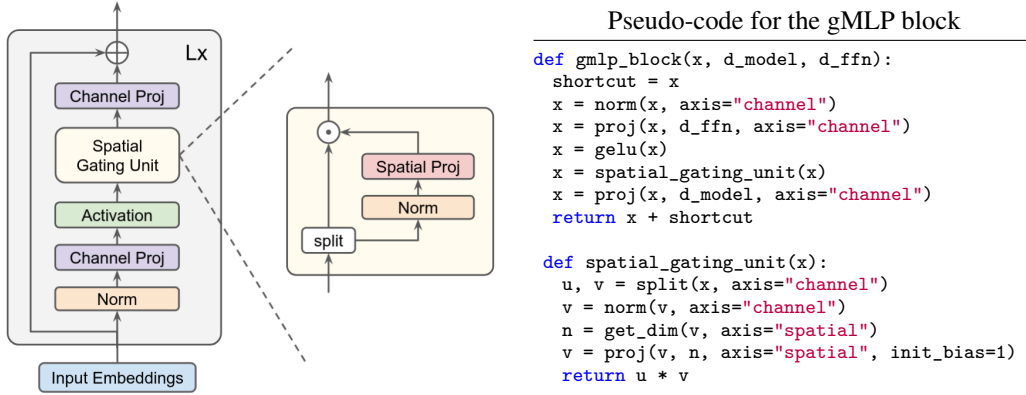 Lx
Channel Proj
Spatial
Gating Unit
Activation
Channel Proj
Norm
Input Embeddings
Spatial Proj
Norm
split
Pseudo-code for the gMLP block
def gmlp_block(x, d_model, d_ffn):
  shortcut = x
  x = norm(x, axis="channel")
  x = proj(x, d_ffn, axis="channel")
  x = gelu(x)
  x = spatial_gating_unit(x)
  x = proj(x, d_model, axis="channel")
  return x + shortcut
def spatial_gating_unit(x):
  u, v = split(x, axis="channel")
  v = norm(v, axis="channel")
  n = get_dim(v, axis="spatial")
  v = proj(v, n, axis="spatial", init_bias=1)
  return u * v